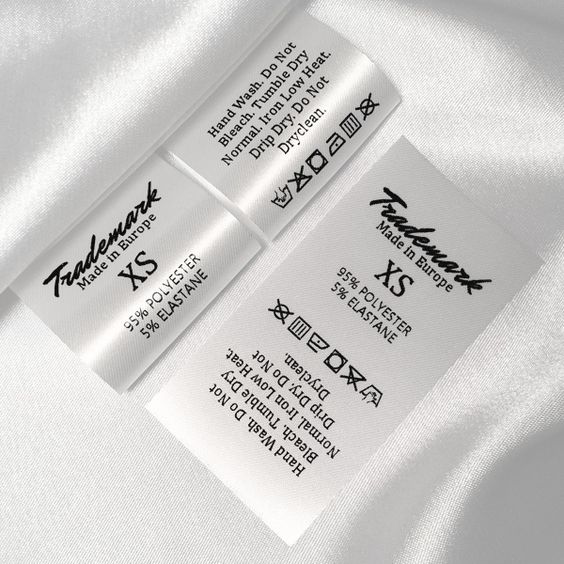 Hand Wash. Do Not
Bleach. Tumble Dry
Normal. Iron Low Heat.
Drip Dry. Do Not
Dryclean.
Trademark
Made in Europe
XS
95% POLYESTER
5% ELASTANE
Trademark
Made in Europe
XS
95% POLYESTER
5% ELASTANE
Hand Wash. Do Not
Bleach. Tumble Dry
Normal. Iron Low Heat.
Drip Dry. Do Not
Dryclean.